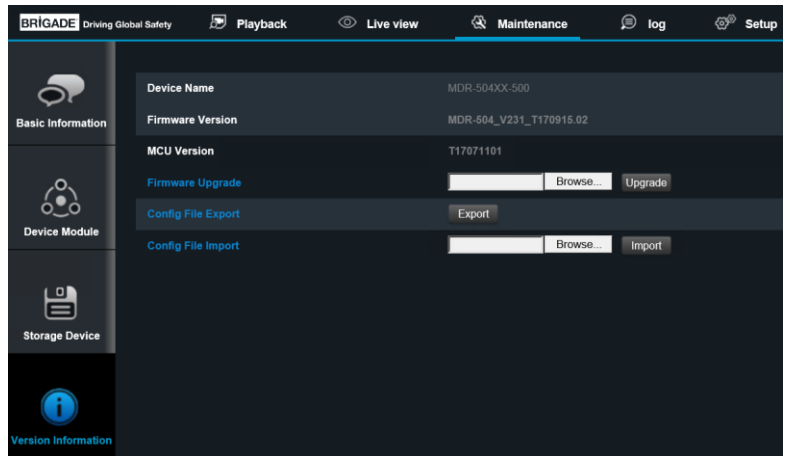 BRIGADE Driving Global Safety Playback Live view Maintenance log Setup
Basic Information
Device Module
Storage Device
Version Information
Device Name MDR-504XX-500
Firmware Version MDR-504_V231_T170915.02
MCU Version T17071101
Firmware Upgrade Browse... Upgrade
Config File Export Export
Config File Import Browse... Import